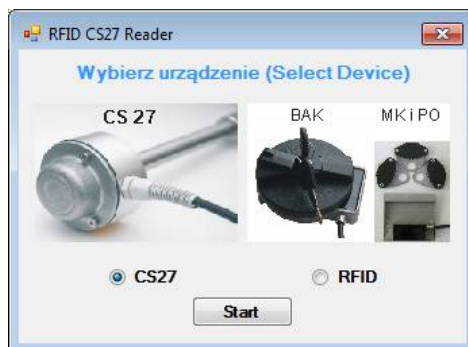 RFID CS27 Reader
Wybierz urządzenie (Select Device)
CS 27 BAK MKiPO
CS27 RFID
Start